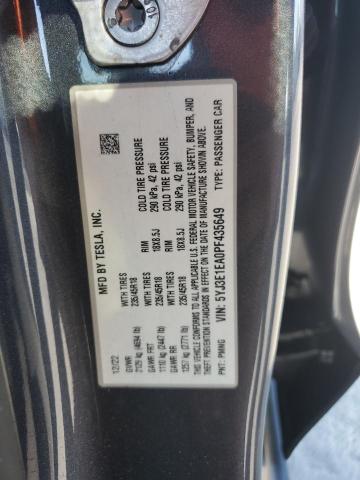 MFD BY TESLA, INC.
12/22
GVWR
2129 kg (4694 lb)
WITH TIRES
235/45R18
COLD TIRE PRESSURE
290 kPa, 42 psi
GAWR FRT
1110 kg (2447 lb)
WITH TIRES
235/45R18
RIM
18X8.5J
COLD TIRE PRESSURE
290 kPa, 42 psi
GAWR RR
1257 kg (2771 lb)
WITH TIRES
235/45R18
RIM
18X8.5J
THIS VEHICLE CONFORMS TO ALL APPLICABLE U.S. FEDERAL MOTOR VEHICLE SAFETY, BUMPER, AND
THEFT PREVENTION STANDARDS IN EFFECT ON THE DATE OF MANUFACTURE SHOWN ABOVE.
VIN: 5YJ3E1EA0PF435649
TYPE: PASSENGER CAR
PNT: PMNG
10.9